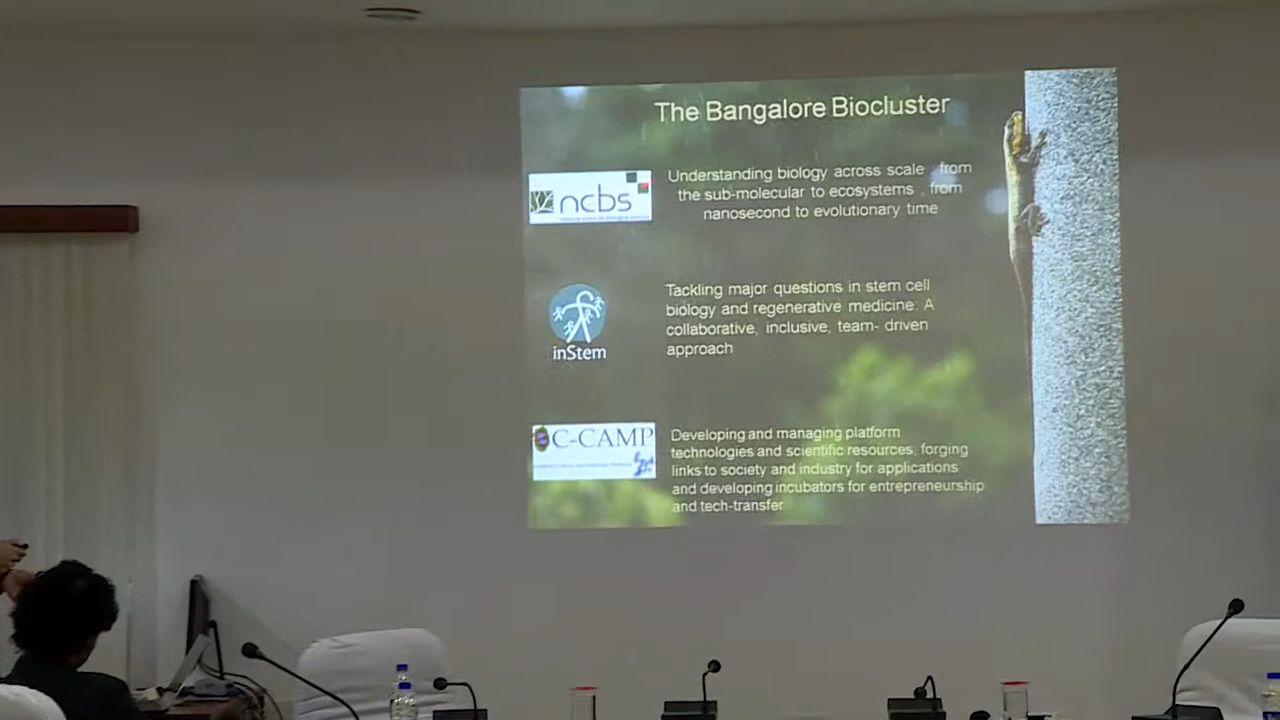 The Bangalore Biocluster
ncbs
Understanding biology across scale from
the sub-molecular to ecosystems , from
nanosecond to evolutionary time
inStem
Tackling major questions in stem cell
biology and regenerative medicine: A
collaborative, inclusive, team- driven
approach
C-CAMP
Developing and managing platform
technologies and scientific resources, forging
links to society and industry for applications
and developing incubators for entrepreneurship
and tech-transfer